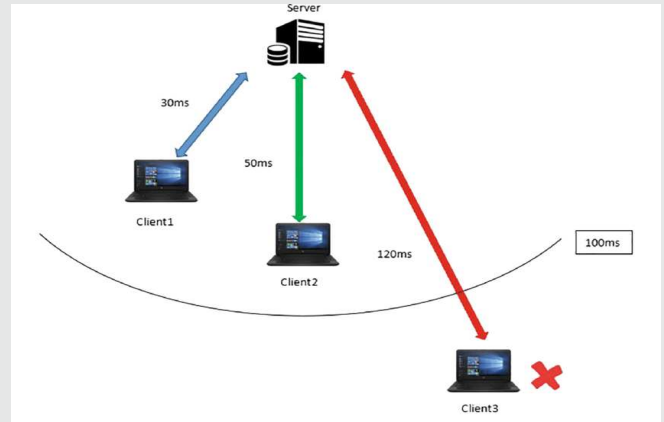 Server
30ms
50ms
Client1
100ms
120ms
Client2
Client3